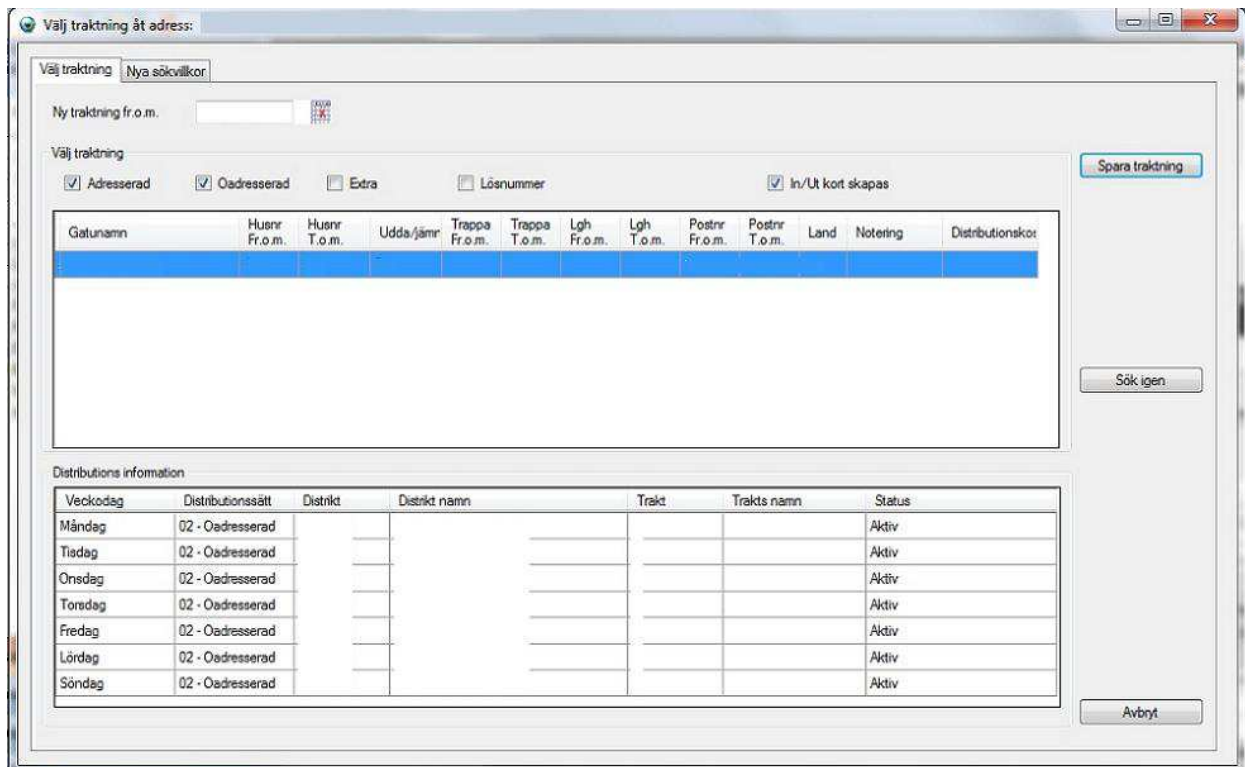 Välj traktning åt adress:
Välj traktning Nya sökvillkor
Ny traktning fr.o.m.
Välj traktning
Adresserad Oadresserad Extra Lösnummer In/Ut kort skapas
Spara traktning
Gatunamn Husnr Fr.o.m. Husnr T.o.m. Udda/jämr Trappa Fr.o.m. Trappa T.o.m. Lgh Fr.o.m. Lgh T.o.m. Postnr Fr.o.m. Postnr T.o.m. Land Notering Distributionskos
Sök igen
Distributions information
Veckodag Distributionssätt Distrikt Distrikt namn Trakt Trakts namn Status
Måndag 02 - Oadresserad Aktiv
Tisdag 02 - Oadresserad Aktiv
Onsdag 02 - Oadresserad Aktiv
Torsdag 02 - Oadresserad Aktiv
Fredag 02 - Oadresserad Aktiv
Lördag 02 - Oadresserad Aktiv
Söndag 02 - Oadresserad Aktiv
Avbryt